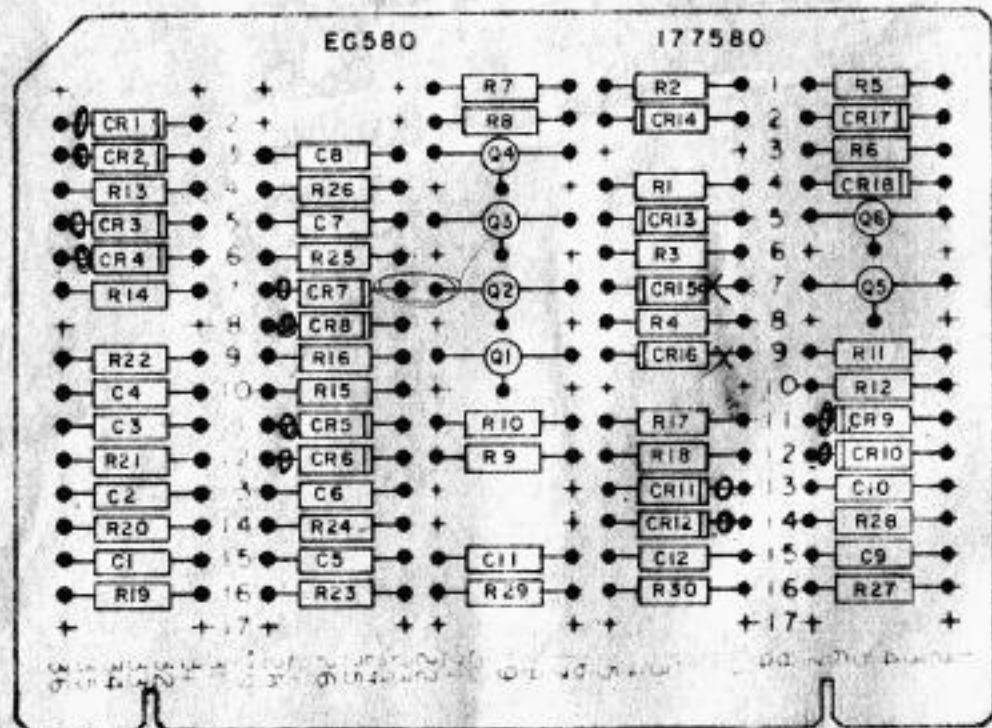 EG580 177580
R7 R2 1 R5
CR1 2 R8 CR14 2 CR17
CR2 3 C8 Q4 3 R6
R13 4 R26 R1 4 CR18
CR3 5 C7 Q3 CR13 5 Q6
CR4 6 R25 R3 6
R14 7 CR7 Q2 CR15 7 Q5
8 CR8 R4 8
R22 9 R16 Q1 CR16 9 R11
C4 10 R15 10 R12
C3 CR5 R10 R17 11 CR9
R21 12 CR6 R9 R18 12 CR10
C2 13 C6 CR11 13 C10
R20 14 R24 CR12 14 R28
C1 15 C5 C11 C12 15 C9
R19 16 R23 R29 R30 16 R27
17 17